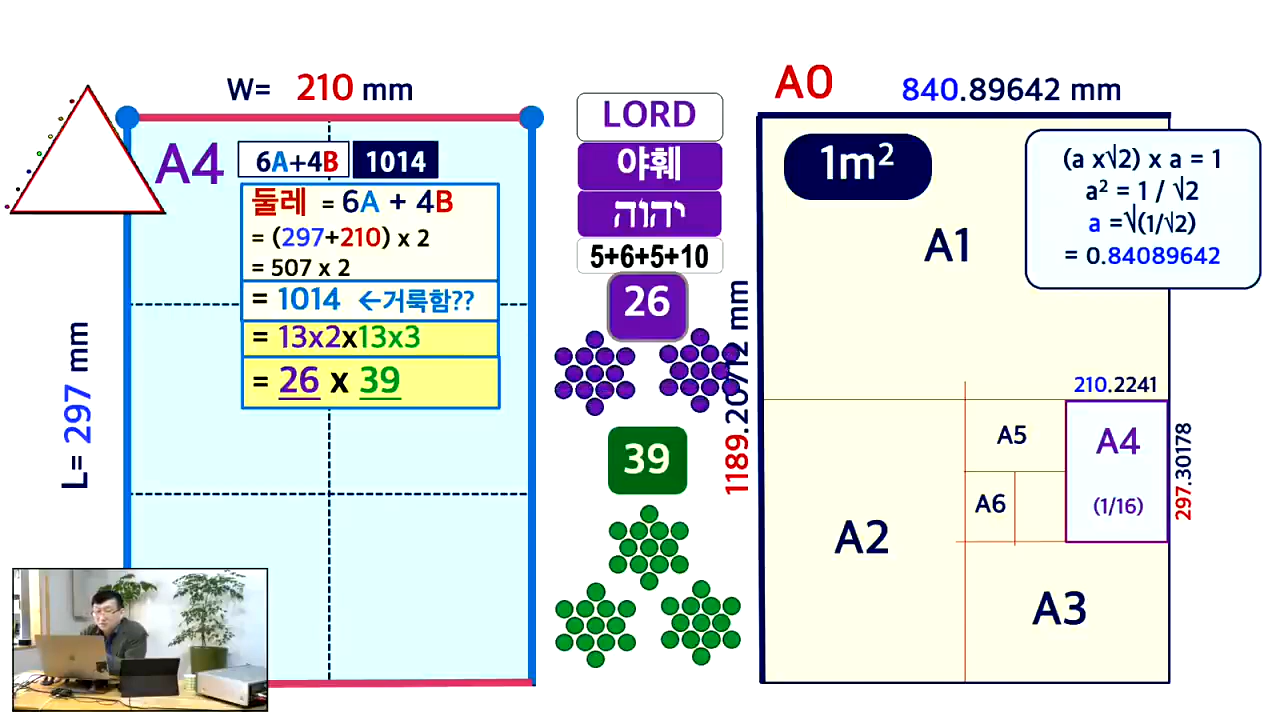 W= 210 mm
A4
6A+4B
1014
둘레 = 6A + 4B
= (297+210) x 2
= 507 x 2
= 1014 ←거룩함??
= 13x2x13x3
= 26 x 39
L= 297 mm
LORD
야훼
יהוה
5+6+5+10
26
39
A0
840.89642 mm
1m²
(a x√2) x a = 1
a² = 1 / √2
a =√(1/√2)
= 0.84089642
A1
1189.20712 mm
210.2241
A5
A4
297.30178
A6
(1/16)
A2
A3